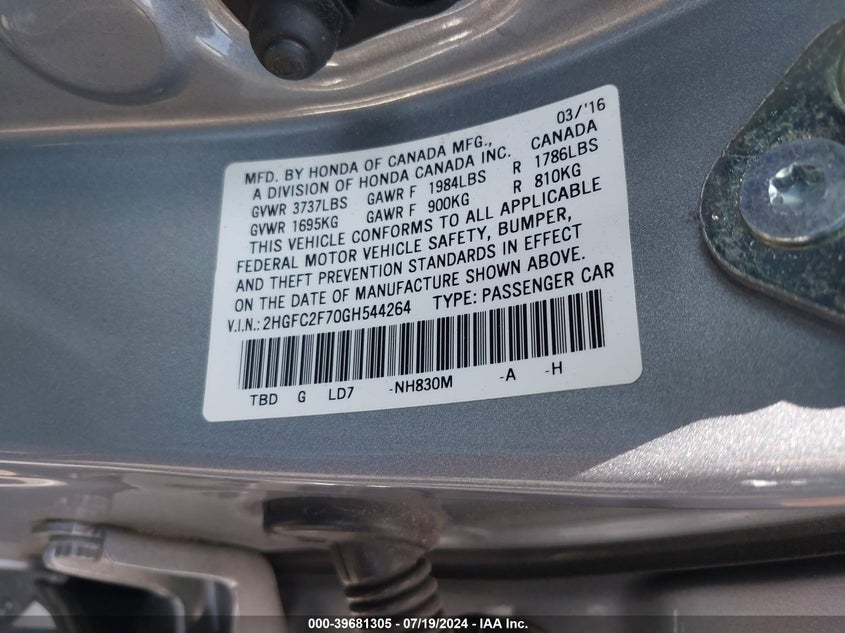 03/'16
MFD. BY HONDA OF CANADA MFG.,
A DIVISION OF HONDA CANADA INC. CANADA
GVWR 3737LBS GAWR F 1984LBS R 1786LBS
GVWR 1695KG GAWR F 900KG R 810KG
THIS VEHICLE CONFORMS TO ALL APPLICABLE
FEDERAL MOTOR VEHICLE SAFETY, BUMPER,
AND THEFT PREVENTION STANDARDS IN EFFECT
ON THE DATE OF MANUFACTURE SHOWN ABOVE.
V.I.N.: 2HGFC2F70GH544264 TYPE: PASSENGER CAR
TBD G LD7 -NH830M -A -H
000-39681305 / 07/19/2024 - IAA Inc.